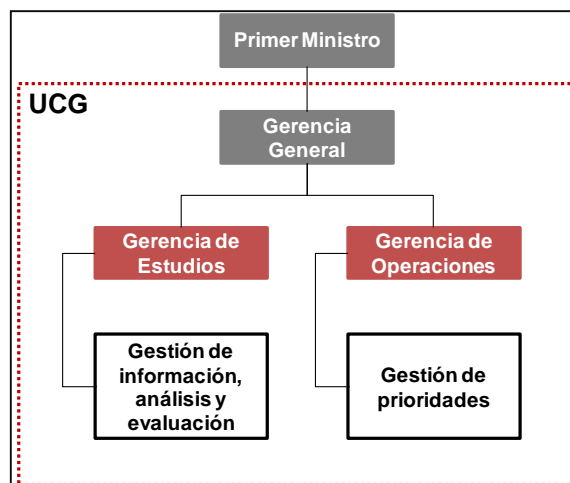 Primer Ministro
UCG
Gerencia
General
Gerencia de
Estudios
Gerencia de
Operaciones
Gestión de
información,
análisis y
evaluación
Gestión de
prioridades